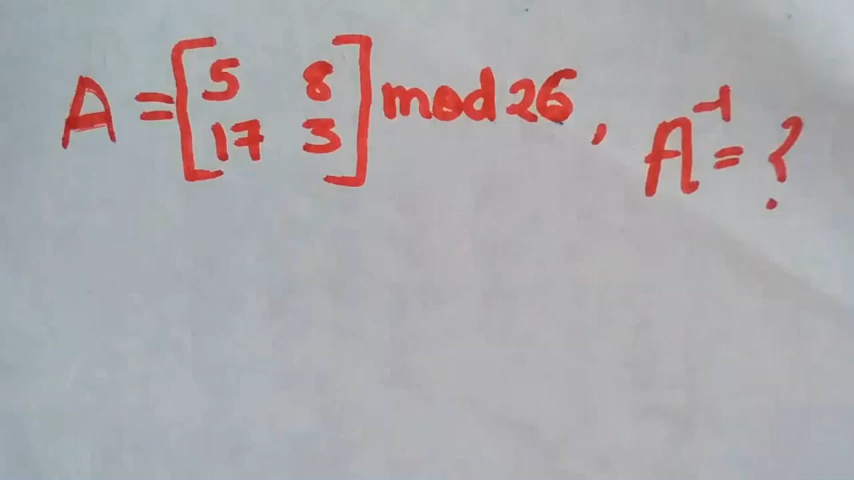 A = [5 8
17 3] mod 26, A⁻¹ = ?